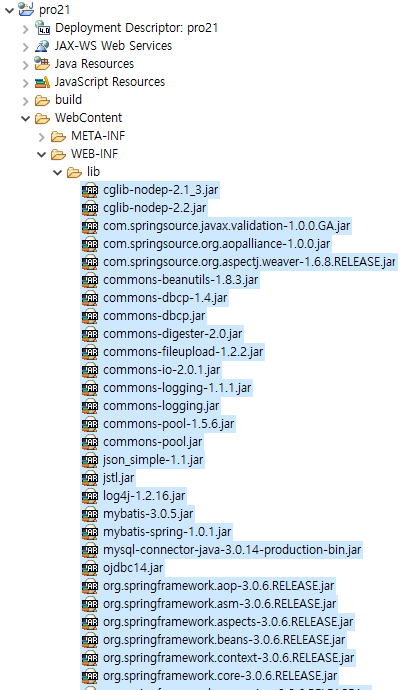 pro21
Deployment Descriptor: pro21
JAX-WS Web Services
Java Resources
JavaScript Resources
build
WebContent
META-INF
WEB-INF
lib
cglib-nodep-2.1_3.jar
cglib-nodep-2.2.jar
com.springsource.javax.validation-1.0.0.GA.jar
com.springsource.org.aopalliance-1.0.0.jar
com.springsource.org.aspectj.weaver-1.6.8.RELEASE.jar
commons-beanutils-1.8.3.jar
commons-dbcp-1.4.jar
commons-dbcp.jar
commons-digester-2.0.jar
commons-fileupload-1.2.2.jar
commons-io-2.0.1.jar
commons-logging-1.1.1.jar
commons-logging.jar
commons-pool-1.5.6.jar
commons-pool.jar
json_simple-1.1.jar
jstl.jar
log4j-1.2.16.jar
mybatis-3.0.5.jar
mybatis-spring-1.0.1.jar
mysql-connector-java-3.0.14-production-bin.jar
ojdbc14.jar
org.springframework.aop-3.0.6.RELEASE.jar
org.springframework.asm-3.0.6.RELEASE.jar
org.springframework.aspects-3.0.6.RELEASE.jar
org.springframework.beans-3.0.6.RELEASE.jar
org.springframework.context-3.0.6.RELEASE.jar
org.springframework.core-3.0.6.RELEASE.jar